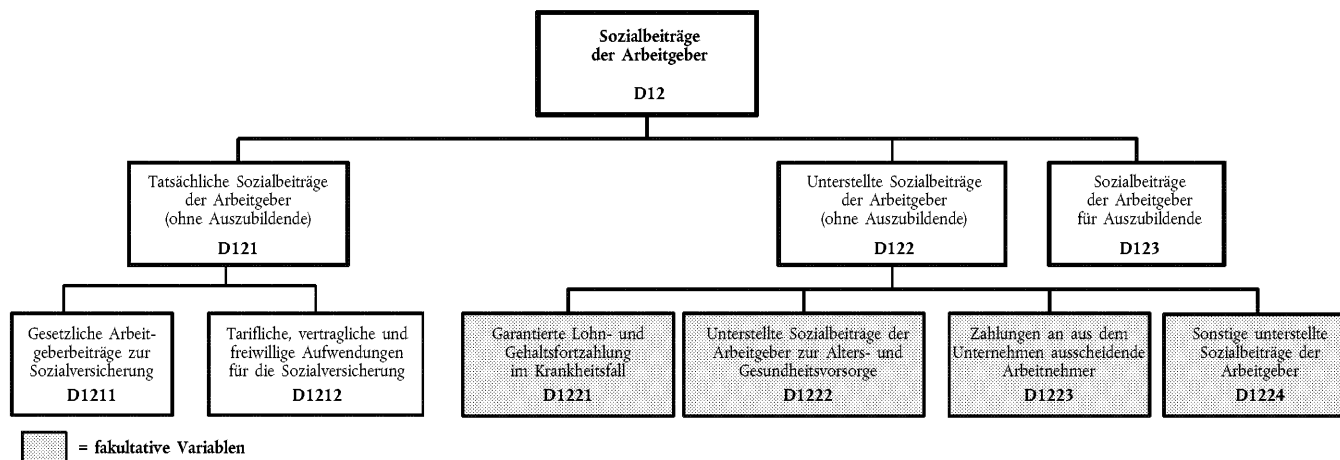 Sozialbeiträge
der Arbeitgeber
D12
Tatsächliche Sozialbeiträge
der Arbeitgeber
(ohne Auszubildende)
D121
Unterstellte Sozialbeiträge
der Arbeitgeber
(ohne Auszubildende)
D122
Sozialbeiträge
der Arbeitgeber
für Auszubildende
D123
Gesetzliche Arbeit-
geberbeiträge zur
Sozialversicherung
D1211
Tarifliche, vertragliche und
freiwillige Aufwendungen
für die Sozialversicherung
D1212
Garantierte Lohn- und
Gehaltsfortzahlung
im Krankheitsfall
D1221
Unterstellte Sozialbeiträge der
Arbeitgeber zur Alters- und
Gesundheitsvorsorge
D1222
Zahlungen an aus dem
Unternehmen ausscheidende
Arbeitnehmer
D1223
Sonstige unterstellte
Sozialbeiträge der
Arbeitgeber
D1224
= fakultative Variablen